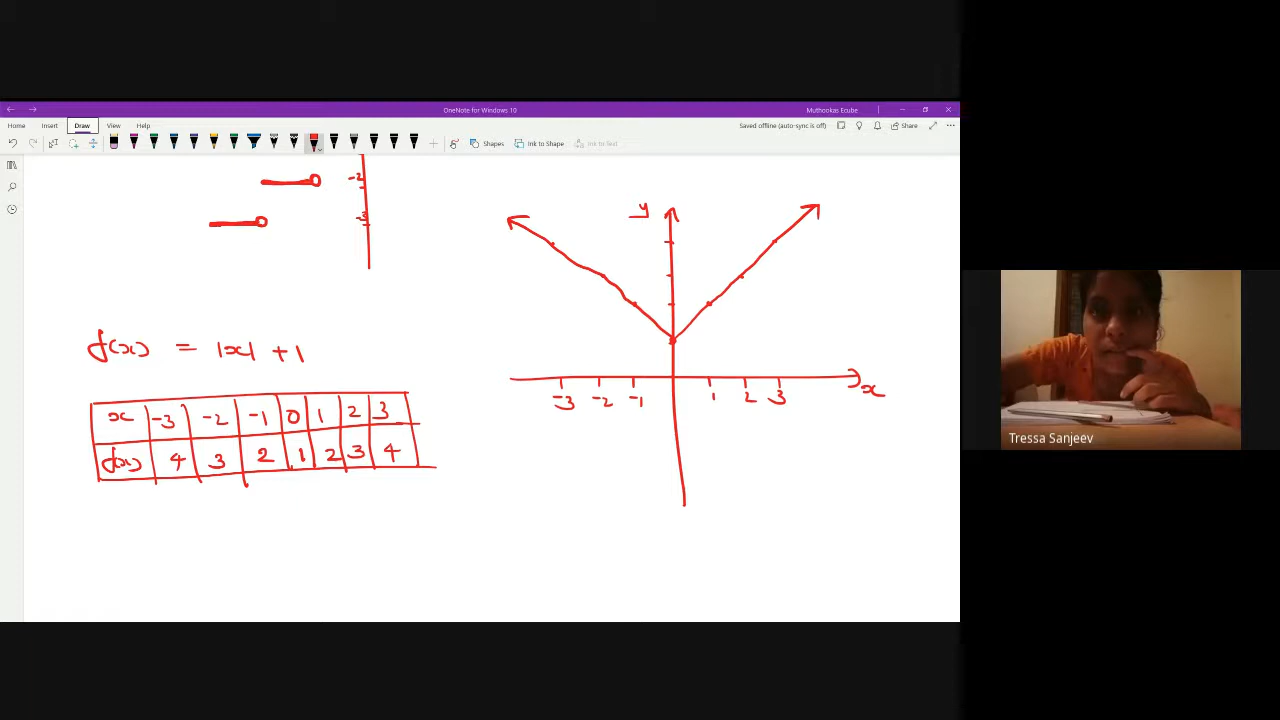 OneNote for Windows 10
Muthookas Ecube
Home Insert Draw View Help
Saved offline (auto-sync is off)
Share
Shapes Ink to Shape Ink to Text
-2
-3
y
f(x) = |x| + 1
x -3 -2 -1 0 1 2 3
f(x) 4 3 2 1 2 3 4
-3 -2 -1 1 2 3 x
Tressa Sanjeev